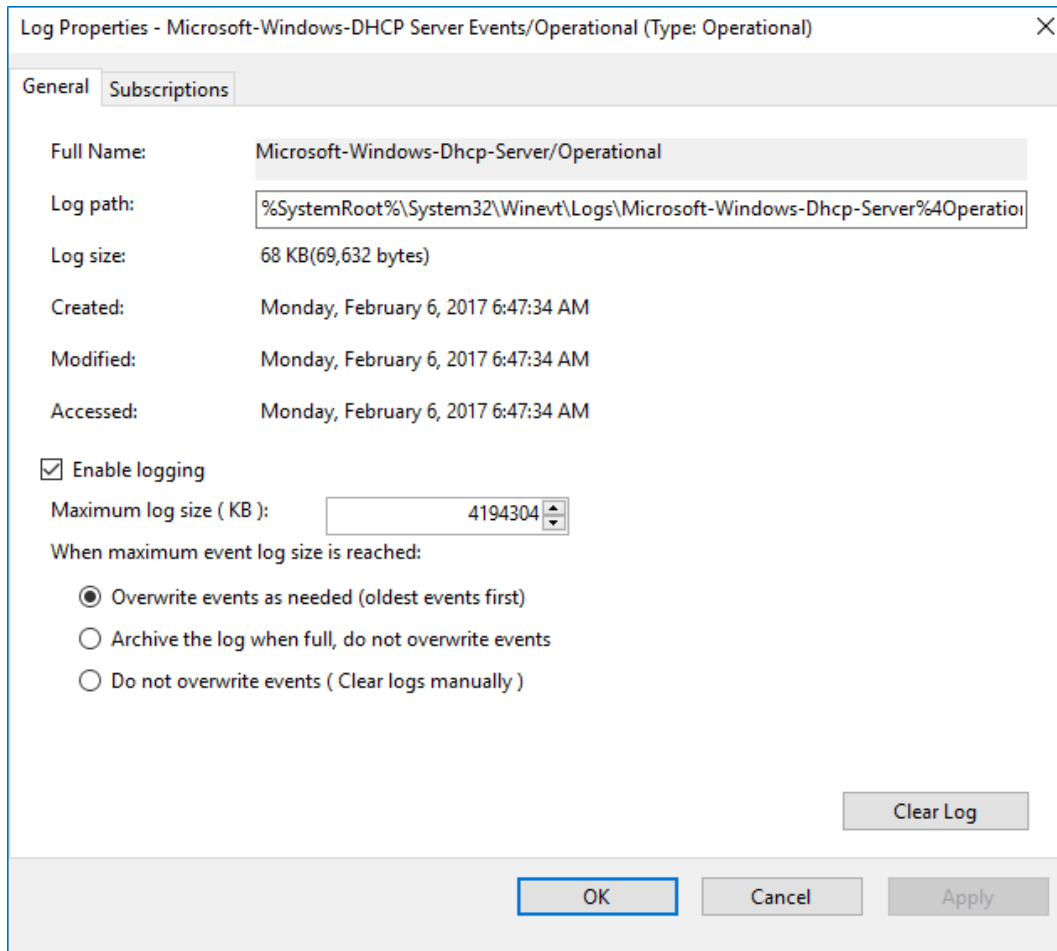 Log Properties - Microsoft-Windows-DHCP Server Events/Operational (Type: Operational)
General Subscriptions
Full Name: Microsoft-Windows-Dhcp-Server/Operational
Log path: %SystemRoot%\System32\Winevt\Logs\Microsoft-Windows-Dhcp-Server%4Operation
Log size: 68 KB(69,632 bytes)
Created: Monday, February 6, 2017 6:47:34 AM
Modified: Monday, February 6, 2017 6:47:34 AM
Accessed: Monday, February 6, 2017 6:47:34 AM
Enable logging
Maximum log size ( KB ): 4194304
When maximum event log size is reached:
Overwrite events as needed (oldest events first)
Archive the log when full, do not overwrite events
Do not overwrite events ( Clear logs manually )
Clear Log
OK Cancel Apply